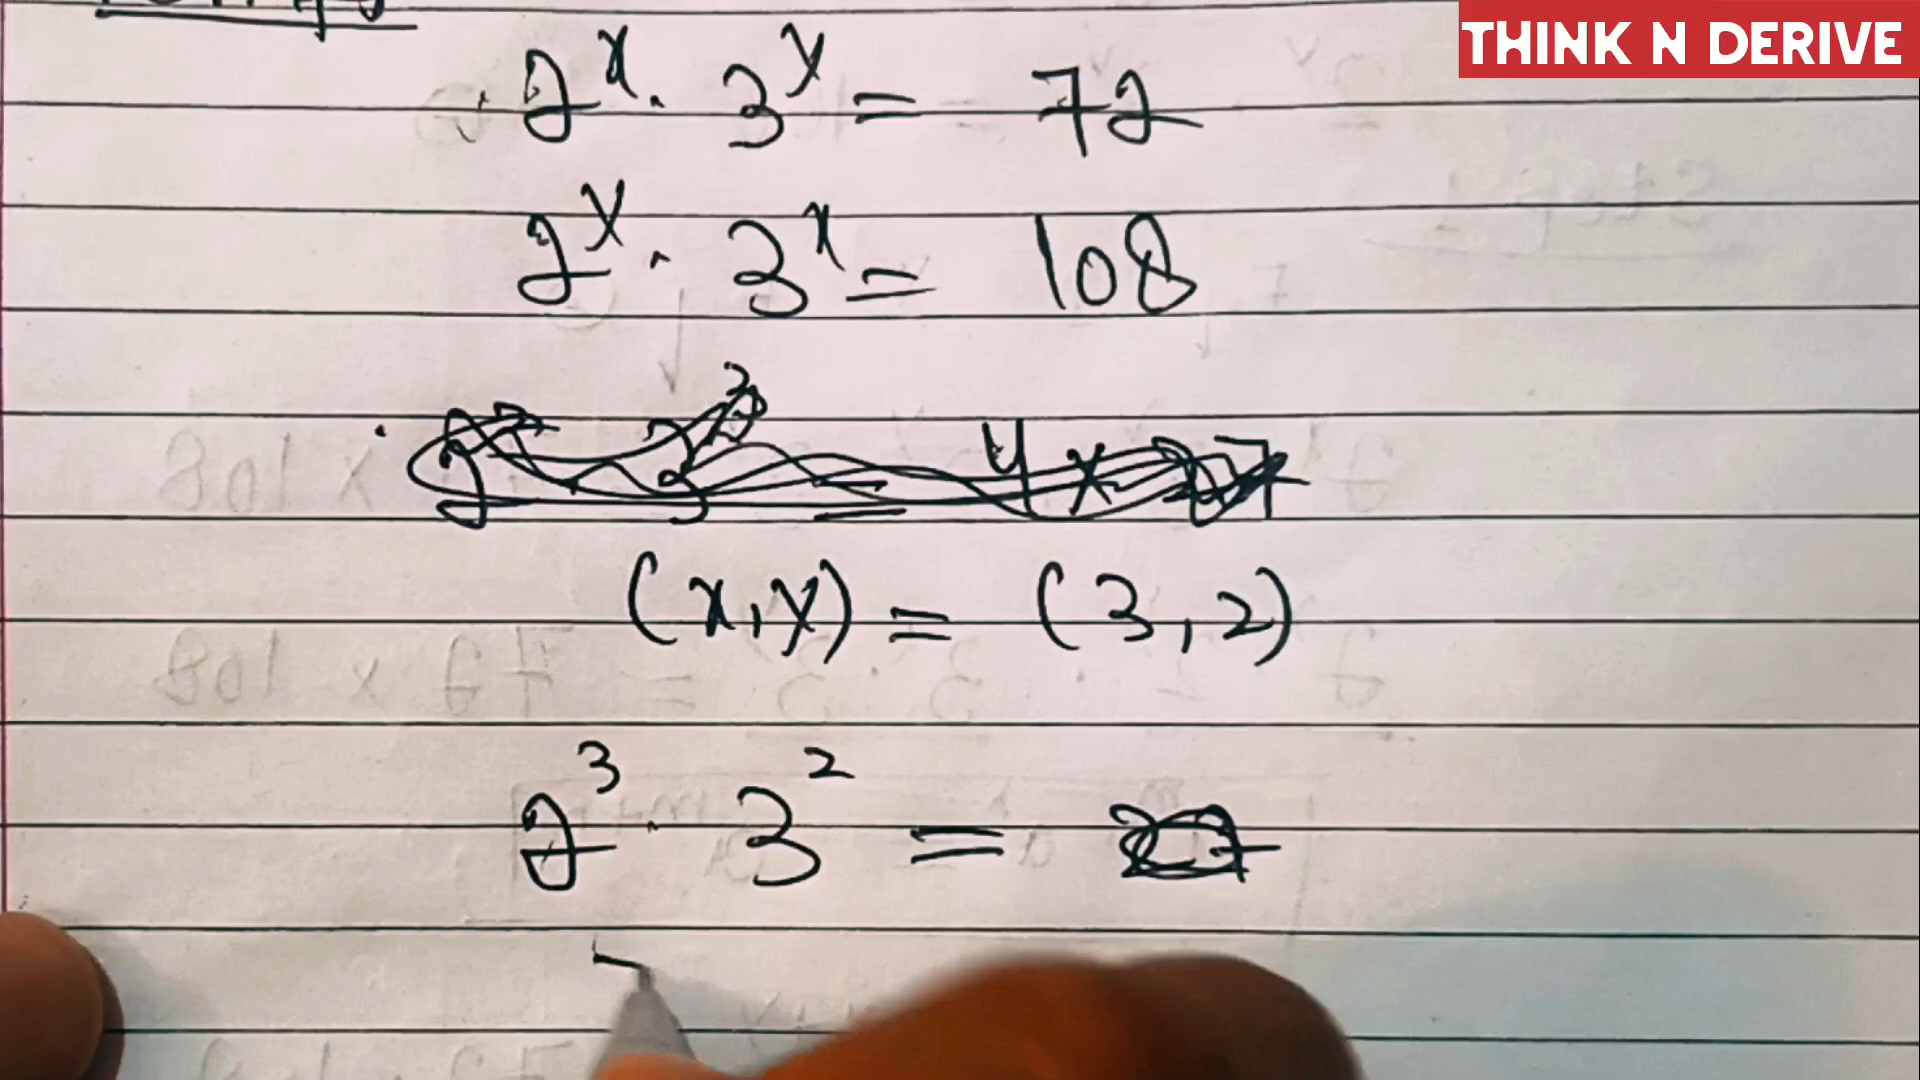 THINK N DERIVE
2^x · 3^y = 72
2^y · 3^x = 108
(x,y) = (3,2)
2^3 · 3^2 =